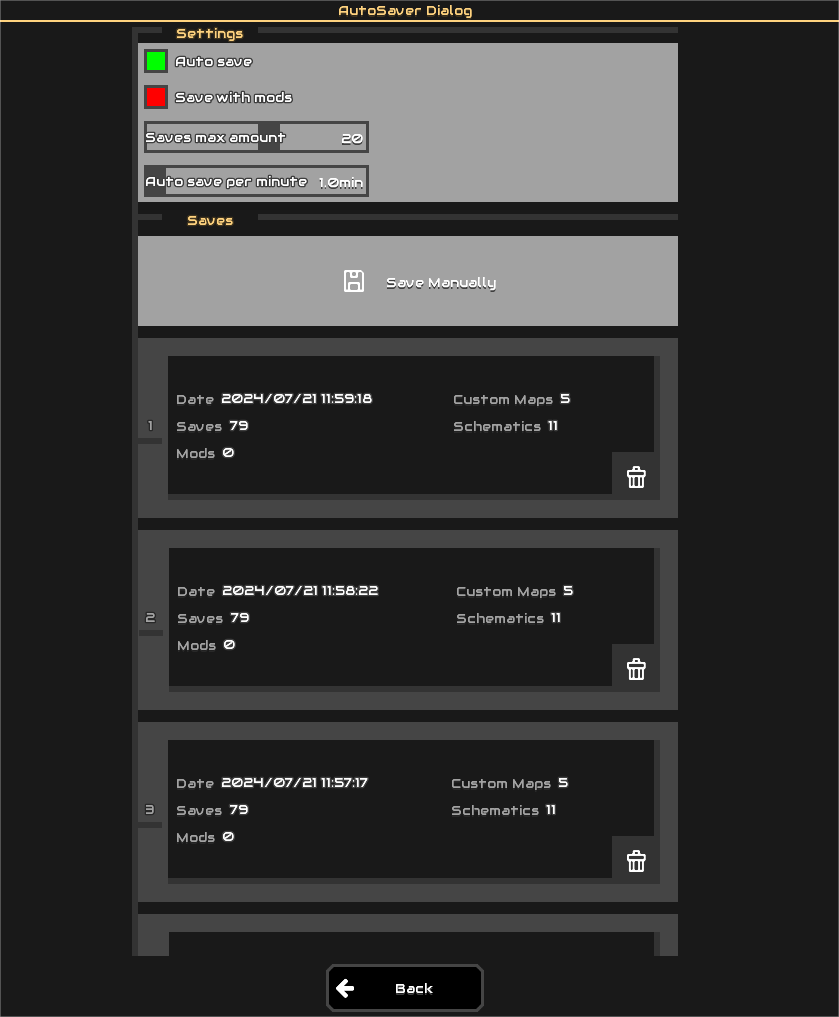 AutoSaver Dialog
Settings
Auto save
Save with mods
Saves max amount 20
Auto save per minute 1.0min
Saves
Save Manually
1
Date 2024/07/21 11:59:18 Custom Maps 5
Saves 79 Schematics 11
Mods 0
2
Date 2024/07/21 11:58:22 Custom Maps 5
Saves 79 Schematics 11
Mods 0
3
Date 2024/07/21 11:57:17 Custom Maps 5
Saves 79 Schematics 11
Mods 0
Back